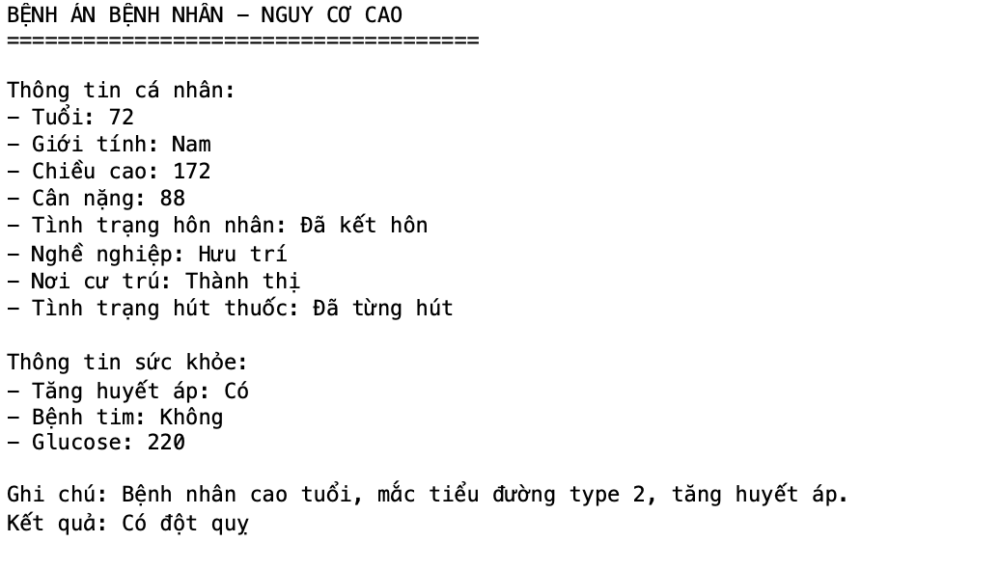 BỆNH ÁN BỆNH NHÂN – NGUY CƠ CAO
=====================================
Thông tin cá nhân:
– Tuổi: 72
– Giới tính: Nam
– Chiều cao: 172
– Cân nặng: 88
– Tình trạng hôn nhân: Đã kết hôn
– Nghề nghiệp: Hưu trí
– Nơi cư trú: Thành thị
– Tình trạng hút thuốc: Đã từng hút
Thông tin sức khỏe:
– Tăng huyết áp: Có
– Bệnh tim: Không
– Glucose: 220
Ghi chú: Bệnh nhân cao tuổi, mắc tiểu đường type 2, tăng huyết áp.
Kết quả: Có đột quỵ